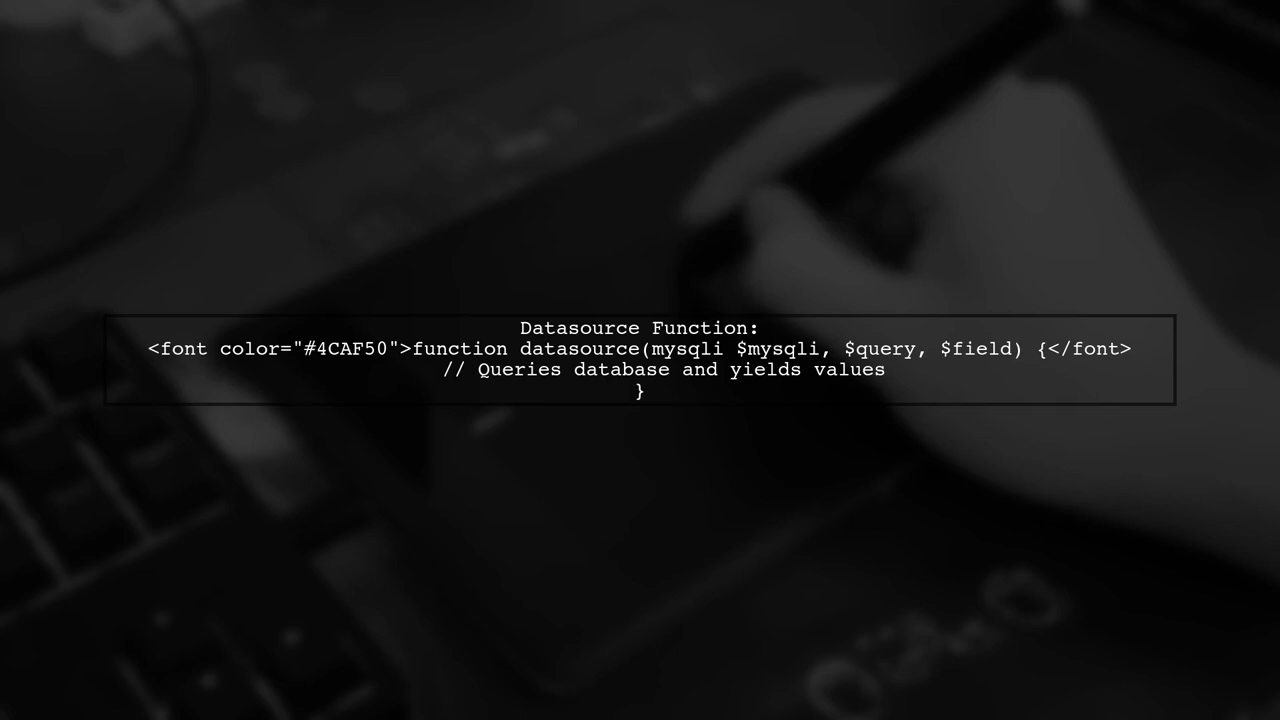 Datasource Function:
<font color="#4CAF50">function datasource(mysqli $mysqli, $query, $field) {</font>
// Queries database and yields values
}